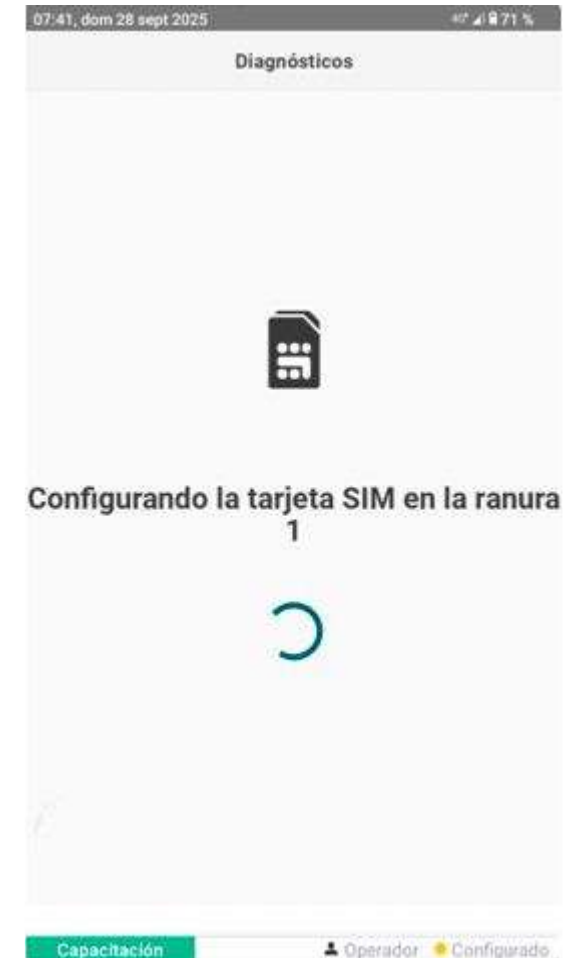 07:41, dom 28 sept 2025 71 %
Diagnósticos
Configurando la tarjeta SIM en la ranura
1
Capacitación Operador Configurado